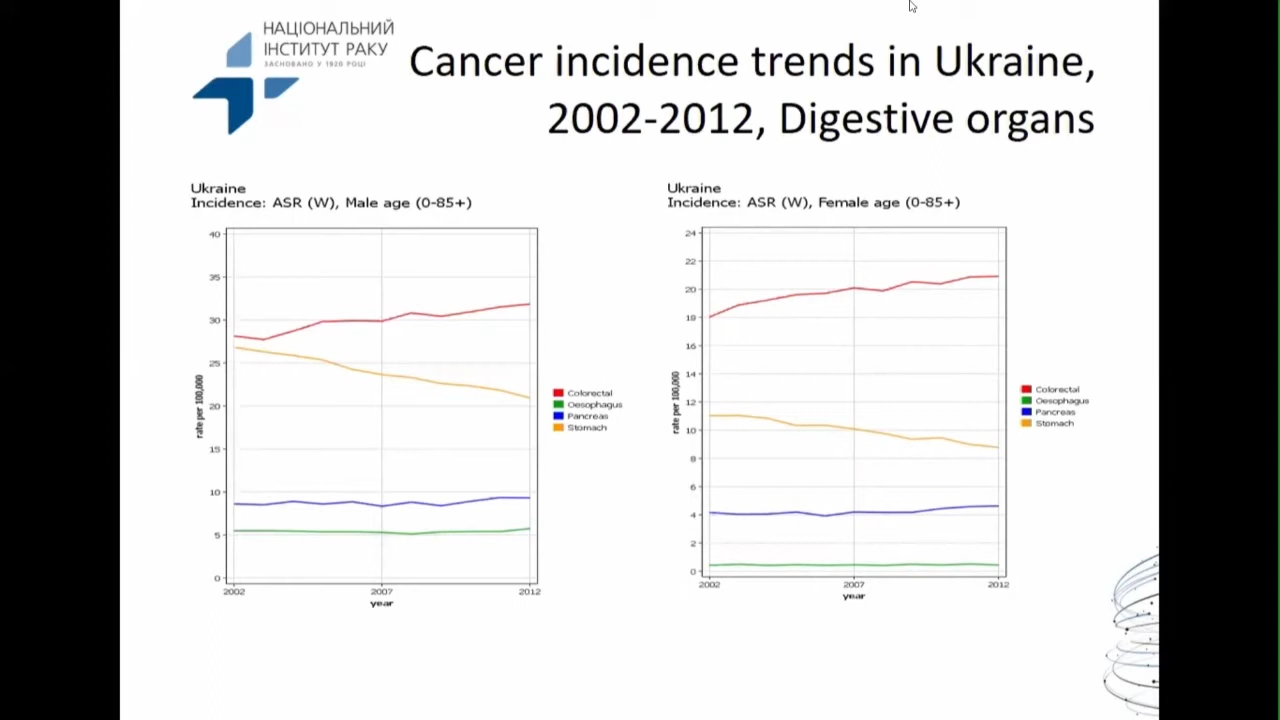 НАЦІОНАЛЬНИЙ
ІНСТИТУТ РАКУ
ЗАСНОВАНО У 1920 РОЦІ
Cancer incidence trends in Ukraine,
2002-2012, Digestive organs
Ukraine
Incidence: ASR (W), Male age (0-85+)
40
35
30
25
20
15
10
5
0
rate per 100,000
2002
2007
2012
year
Colorectal
Oesophagus
Pancreas
Stomach
Ukraine
Incidence: ASR (W), Female age (0-85+)
24
22
20
18
16
14
12
10
8
6
4
2
0
rate per 100,000
2002
2007
2012
year
Colorectal
Oesophagus
Pancreas
Stomach